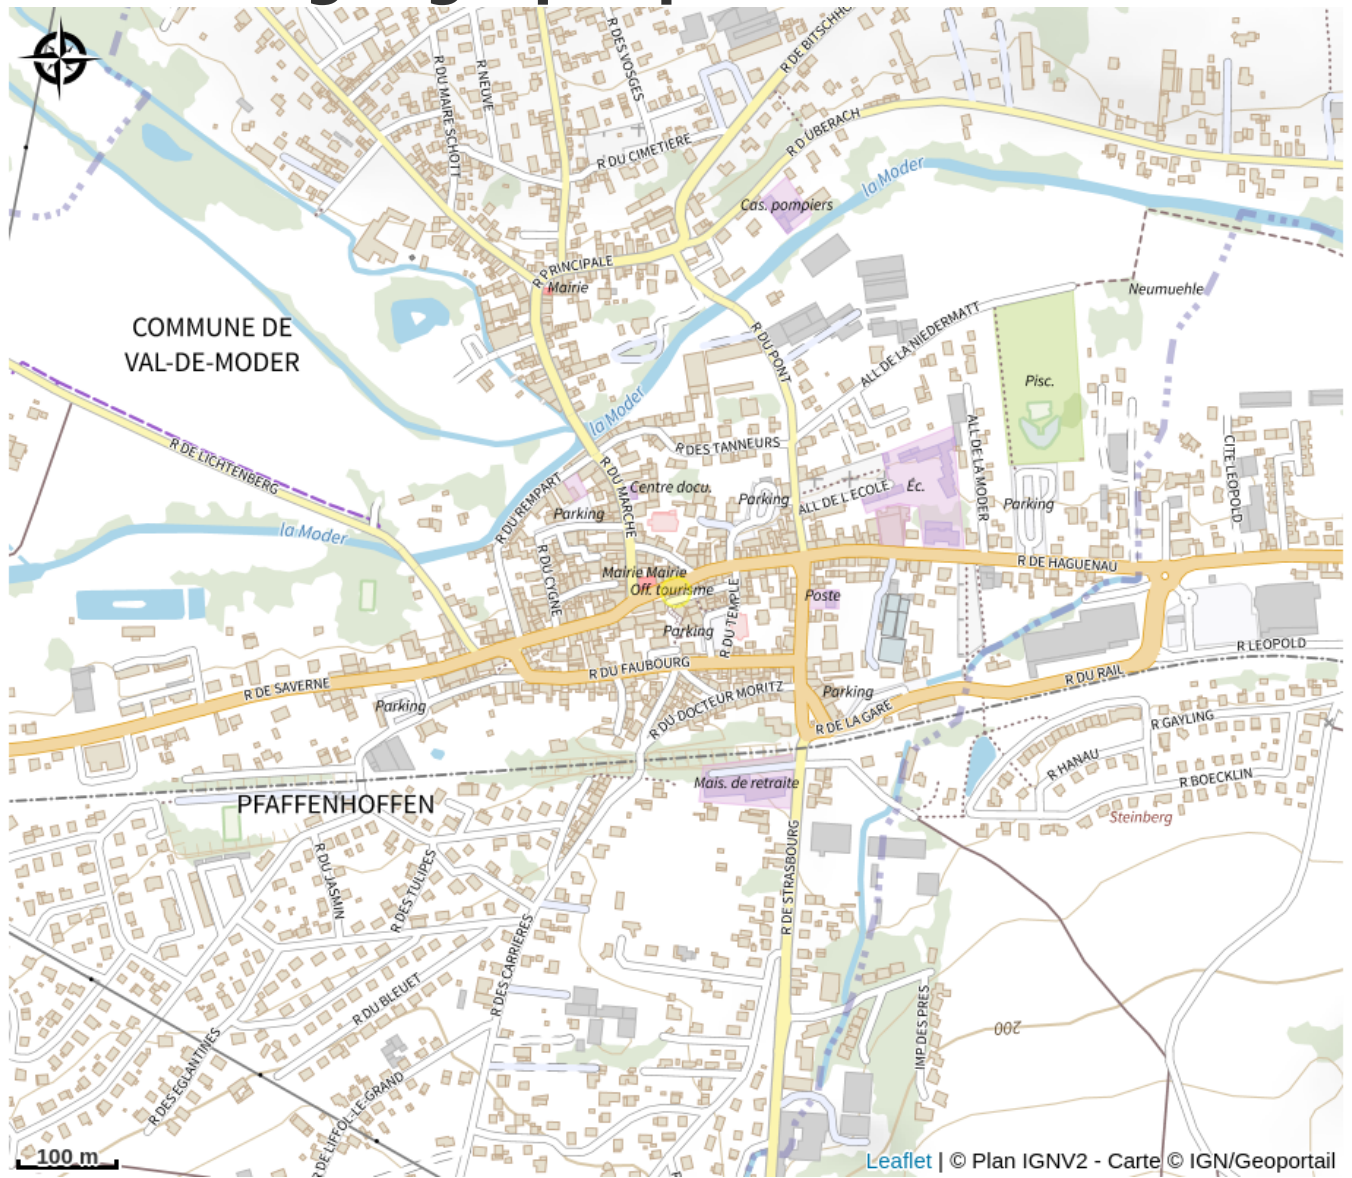 R DES VOSGES
R DE BITSCHHO
R DU MAIRE SCHOTT
R NEUVE
R DU CIMETIERE
R D'UBERACH
la Moder
Cas. pompiers
R PRINCIPALE
Mairie
Neumuehle
COMMUNE DE
VAL-DE-MODER
R DU PONT
ALL DE LA NIEDERMATT
Pisc.
la Moder
R DE LICHTENBERG
R DES TANNEURS
ALL DE LA MODER
CITE LEOPOLD
R DU MARCHE
Centre docu.
Parking
Éc.
ALL DE L'ECOLE
Parking
R DU REMPART
Parking
la Moder
R DU CYGNE
Mairie Mairie
Off. tourisme
R DE HAGUENAU
Poste
R DU TEMPLE
Parking
R LEOPOLD
R DU FAUBOURG
R DU RAIL
R DE SAVERNE
Parking
R DU DOCTEUR MORITZ
Parking
R DE LA GARE
R GAYLING
R HANAU
R BOECKLIN
Mais. de retraite
PFAFFENHOFFEN
Steinberg
R DU JASMIN
R DES TULIPES
R DE STRASBOURG
R DES CARRIERES
R DU BLEUET
IMP DES PRES
200
R DES EGLANTINES
R DE LIFFOL-LE-GRAND
100 m
Leaflet | © Plan IGNV2 - Carte © IGN/Geoportail